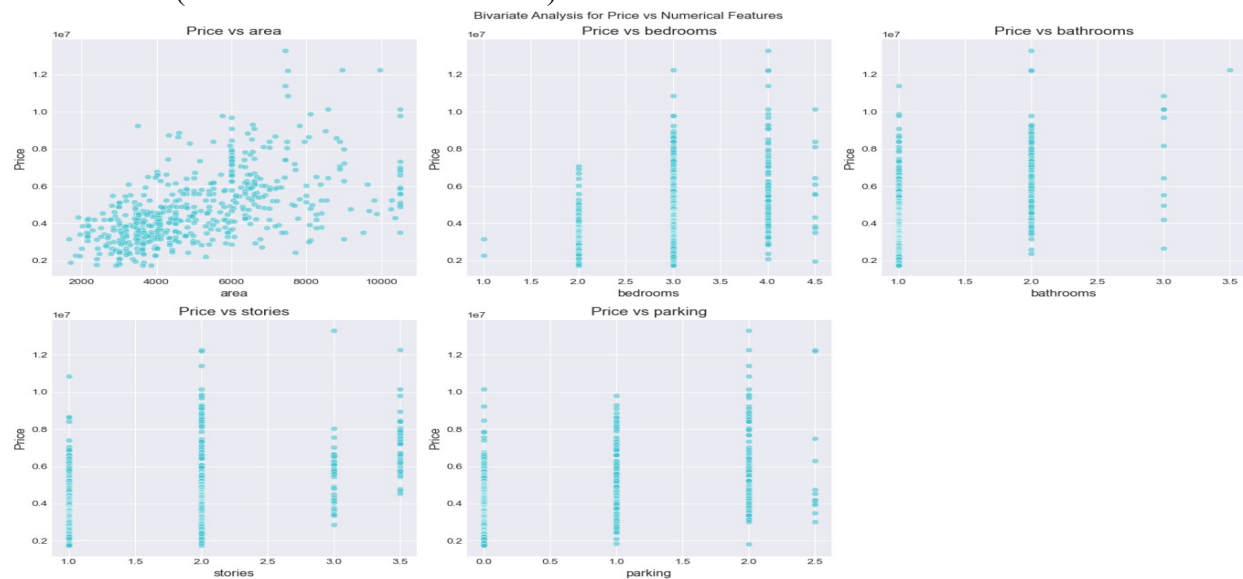 Bivariate Analysis for Price vs Numerical Features
Price vs area
1e7
Price
1.2
1.0
0.8
0.6
0.4
0.2
2000 4000 6000 8000 10000
area
Price vs bedrooms
1e7
Price
1.2
1.0
0.8
0.6
0.4
0.2
1.0 1.5 2.0 2.5 3.0 3.5 4.0 4.5
bedrooms
Price vs bathrooms
1e7
Price
1.2
1.0
0.8
0.6
0.4
0.2
1.0 1.5 2.0 2.5 3.0 3.5
bathrooms
Price vs stories
1e7
Price
1.2
1.0
0.8
0.6
0.4
0.2
1.0 1.5 2.0 2.5 3.0 3.5
stories
Price vs parking
1e7
Price
1.2
1.0
0.8
0.6
0.4
0.2
0.0 0.5 1.0 1.5 2.0 2.5
parking